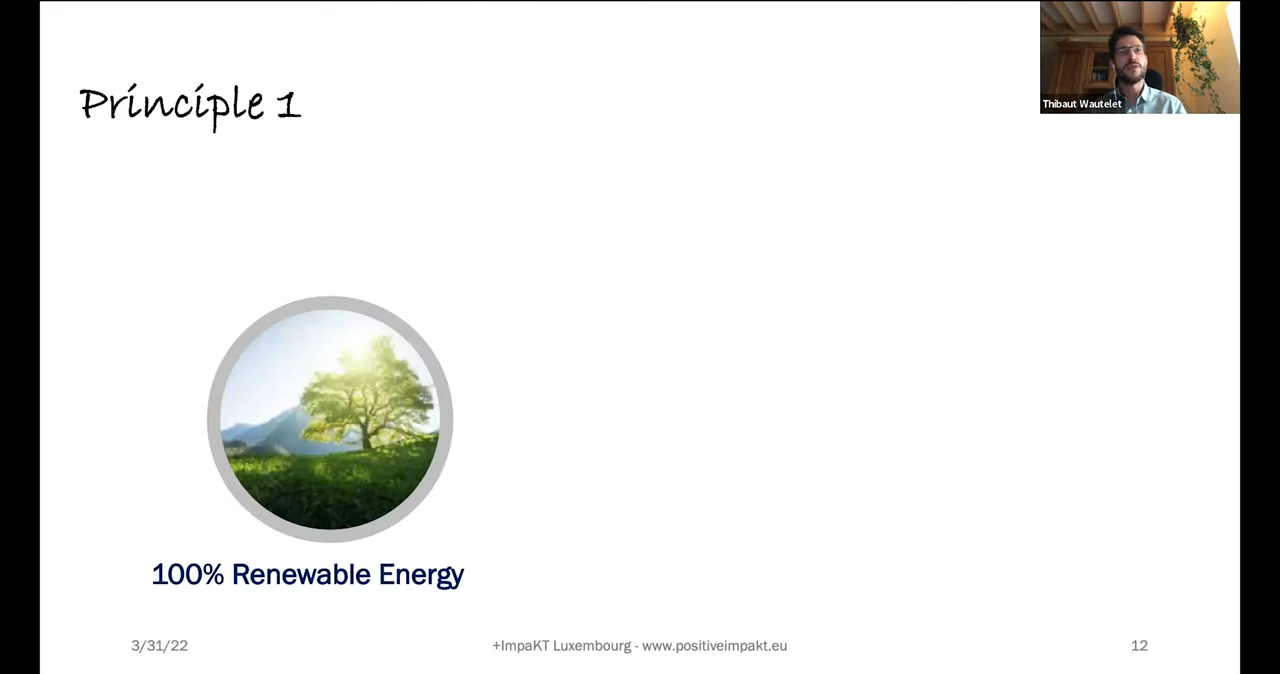 Principle 1
Thibaut Wautelet
100% Renewable Energy
3/31/22
+ImpaKT Luxembourg - www.positiveimpakt.eu
12